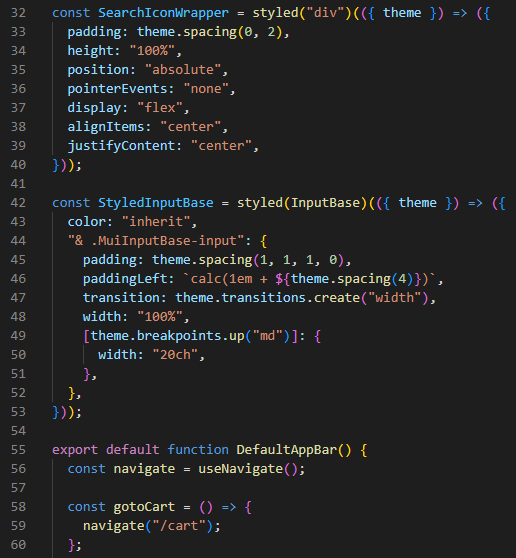 32 const SearchIconWrapper = styled("div")(({ theme }) => ({
33   padding: theme.spacing(0, 2),
34   height: "100%",
35   position: "absolute",
36   pointerEvents: "none",
37   display: "flex",
38   alignItems: "center",
39   justifyContent: "center",
40 }));
41
42 const StyledInputBase = styled(InputBase)(({ theme }) => ({
43   color: "inherit",
44   "& .MuiInputBase-input": {
45     padding: theme.spacing(1, 1, 1, 0),
46     paddingLeft: `calc(1em + ${theme.spacing(4)})`,
47     transition: theme.transitions.create("width"),
48     width: "100%",
49     [theme.breakpoints.up("md")]: {
50       width: "20ch",
51     },
52   },
53 }));
54
55 export default function DefaultAppBar() {
56   const navigate = useNavigate();
57
58   const gotoCart = () => {
59     navigate("/cart");
60   };